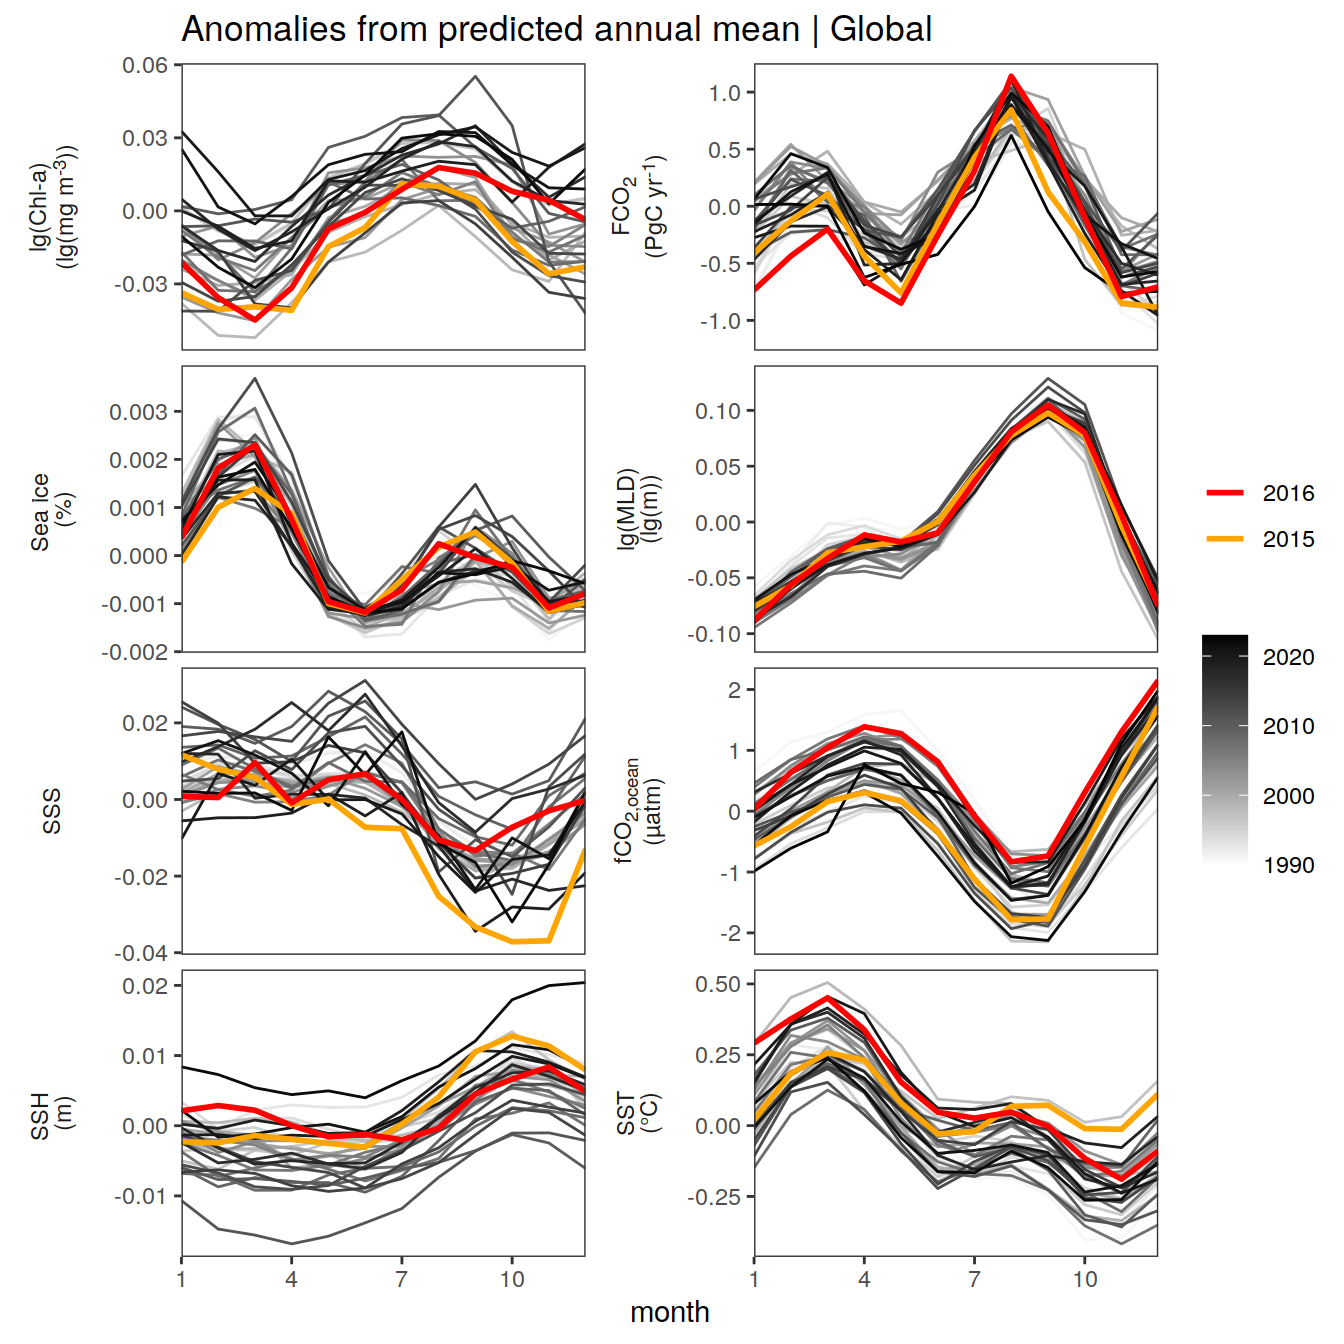 Anomalies from predicted annual mean | Global
lg(Chl-a)
(lg(mg m⁻³))
0.06
0.03
0.00
-0.03
FCO₂
(PgC yr⁻¹)
1.0
0.5
0.0
-0.5
-1.0
Sea ice
(%)
0.003
0.002
0.001
0.000
-0.001
-0.002
lg(MLD)
(lg(m))
0.10
0.05
0.00
-0.05
-0.10
SSS
0.02
0.00
-0.02
-0.04
fCO₂,ocean
(µatm)
2
1
0
-1
-2
SSH
(m)
0.02
0.01
0.00
-0.01
SST
(°C)
0.50
0.25
0.00
-0.25
1 4 7 10
1 4 7 10
month
2016
2015
2020
2010
2000
1990